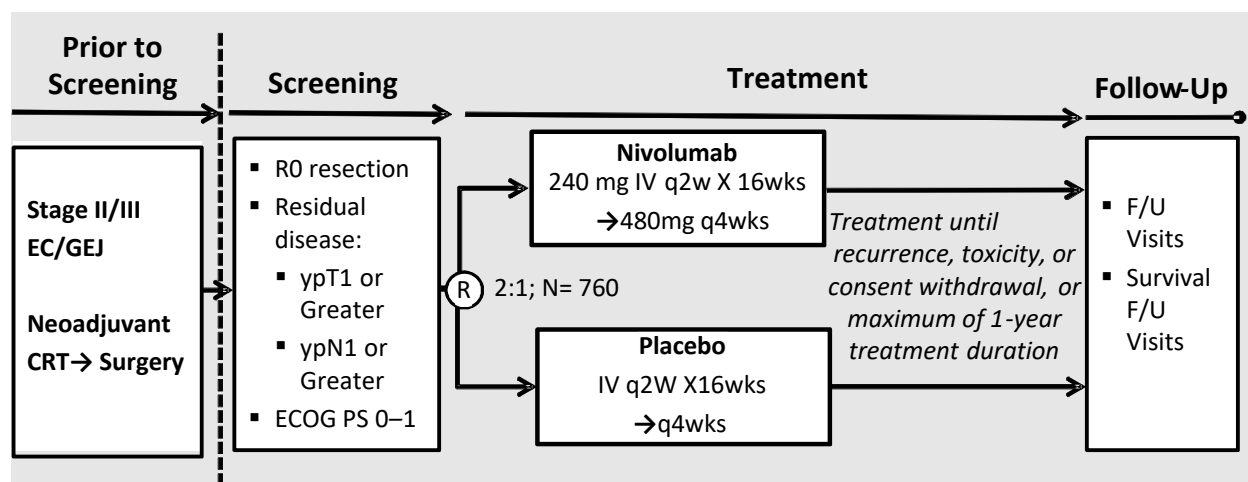 Prior to
Screening
Screening
Treatment
Follow-Up
Stage II/III
EC/GEJ
Neoadjuvant
CRT→ Surgery
▪ R0 resection
▪ Residual
disease:
▪ ypT1 or
Greater
▪ ypN1 or
Greater
▪ ECOG PS 0–1
R
2:1; N= 760
Nivolumab
240 mg IV q2w X 16wks
→480mg q4wks
Placebo
IV q2W X16wks
→q4wks
Treatment until
recurrence, toxicity, or
consent withdrawal, or
maximum of 1-year
treatment duration
▪ F/U
Visits
▪ Survival
F/U
Visits